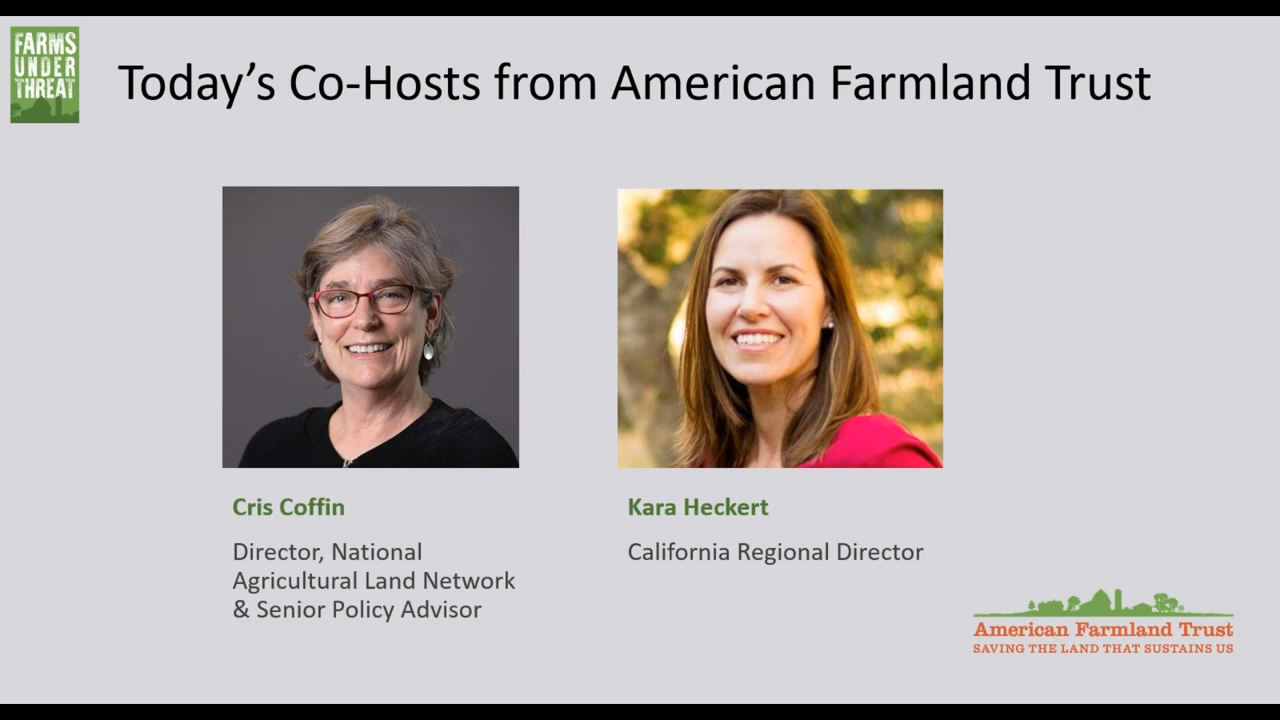 FARMS
UNDER
THREAT
Today's Co-Hosts from American Farmland Trust
Cris Coffin
Director, National
Agricultural Land Network
& Senior Policy Advisor
Kara Heckert
California Regional Director
American Farmland Trust
SAVING THE LAND THAT SUSTAINS US